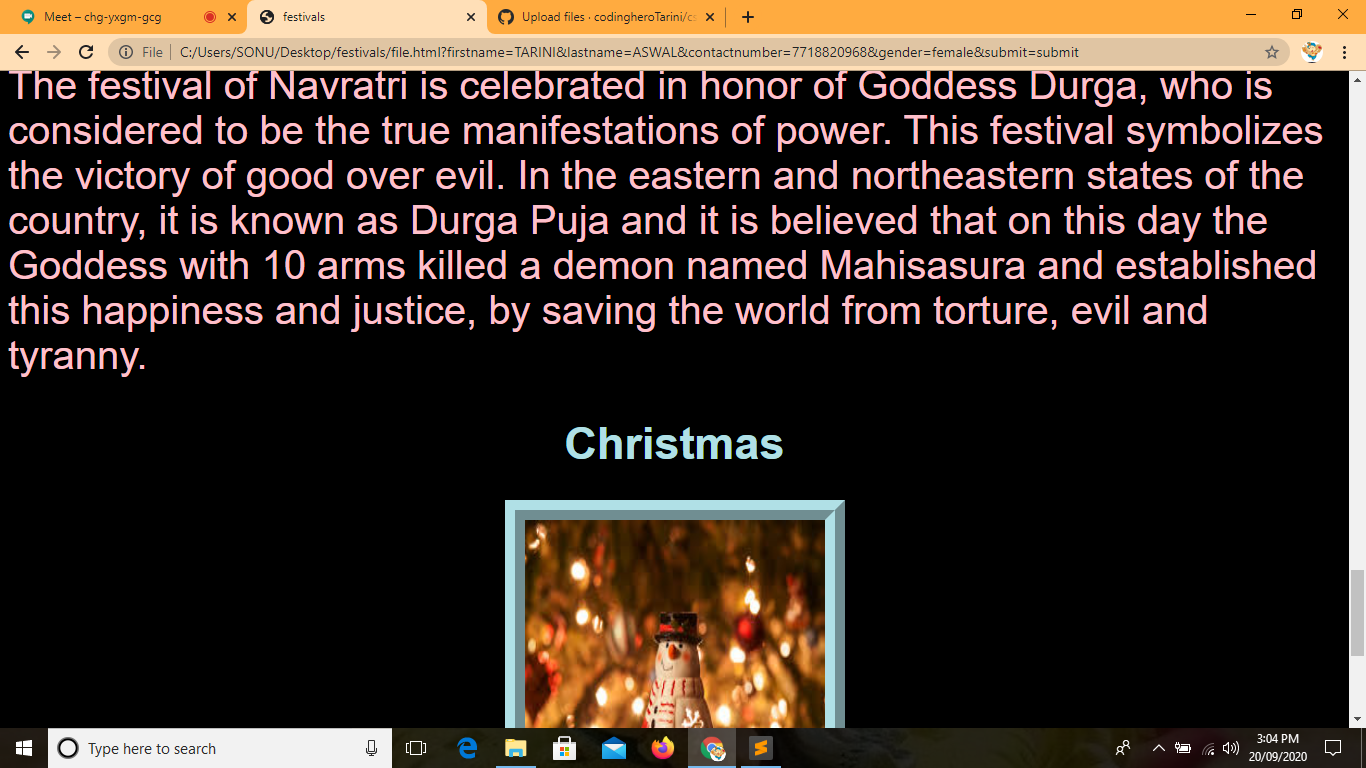 Meet – chg-yxgm-gcg
festivals
Upload files · codingheroTarini/cs
File
C:/Users/SONU/Desktop/festivals/file.html?firstname=TARINI&lastname=ASWAL&contactnumber=7718820968&gender=female&submit=submit
The festival of Navratri is celebrated in honor of Goddess Durga, who is
considered to be the true manifestations of power. This festival symbolizes
the victory of good over evil. In the eastern and northeastern states of the
country, it is known as Durga Puja and it is believed that on this day the
Goddess with 10 arms killed a demon named Mahisasura and established
this happiness and justice, by saving the world from torture, evil and
tyranny.
Christmas
Type here to search
3:04 PM
20/09/2020